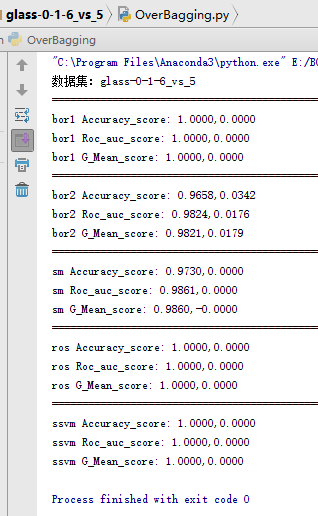 glass-0-1-6_vs_5 OverBagging.py
OverBagging
"C:\Program Files\Anaconda3\python.exe" E:/BO
数据集: glass-0-1-6_vs_5
bor1 Accuracy_score: 1.0000,0.0000
bor1 Roc_auc_score: 1.0000,0.0000
bor1 G_Mean_score: 1.0000,0.0000
bor2 Accuracy_score: 0.9658,0.0342
bor2 Roc_auc_score: 0.9824,0.0176
bor2 G_Mean_score: 0.9821,0.0179
sm Accuracy_score: 0.9730,0.0000
sm Roc_auc_score: 0.9861,0.0000
sm G_Mean_score: 0.9860,-0.0000
ros Accuracy_score: 1.0000,0.0000
ros Roc_auc_score: 1.0000,0.0000
ros G_Mean_score: 1.0000,0.0000
ssvm Accuracy_score: 1.0000,0.0000
ssvm Roc_auc_score: 1.0000,0.0000
ssvm G_Mean_score: 1.0000,0.0000
Process finished with exit code 0